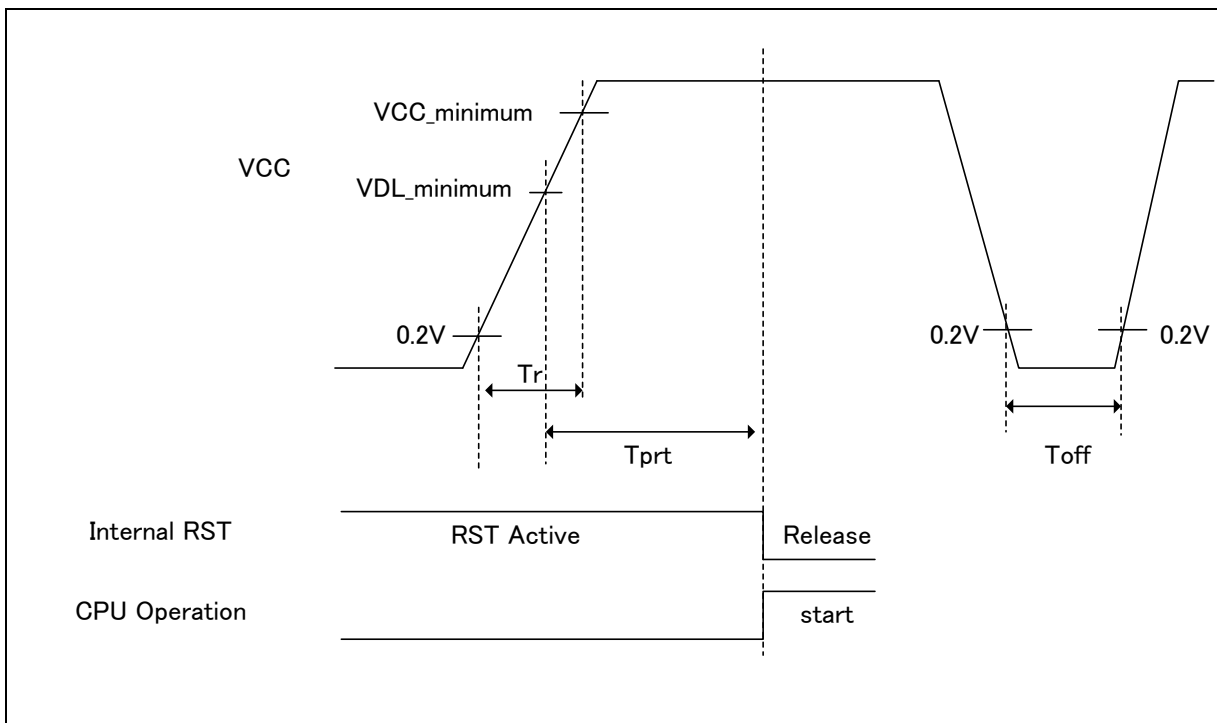 VCC_minimum
VCC
VDL_minimum
0.2V
0.2V
0.2V
Tr
Tprt
Toff
Internal RST
RST Active
Release
CPU Operation
start